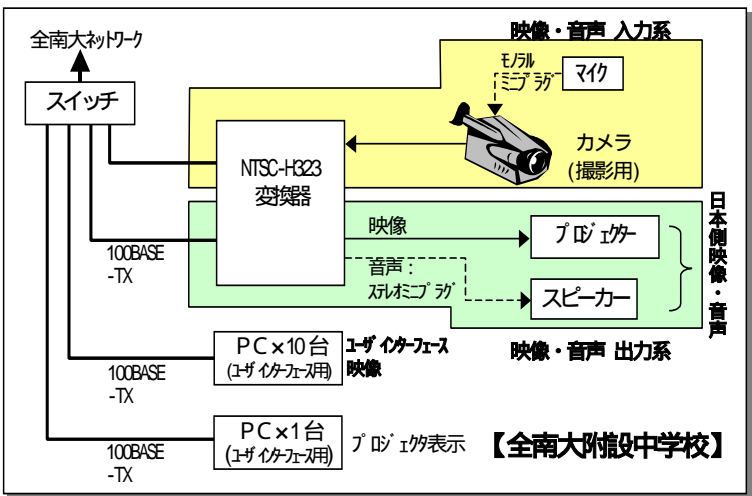 全南大ネットワーク
スイッチ
映像・音声 入力系
モノラル
ミニプラグ
マイク
カメラ
(撮影用)
NTSC-H323
変換器
100BASE
-TX
映像
プロジェクター
音声：
ステレオミニプラグ
スピーカー
日本側映像・音声
映像・音声 出力系
PC×10台
(ユーザインターフェース用)
ユーザインターフェース
映像
100BASE
-TX
PC×1台
(ユーザインターフェース用)
プロジェクタ表示
100BASE
-TX
【全南大附設中学校】